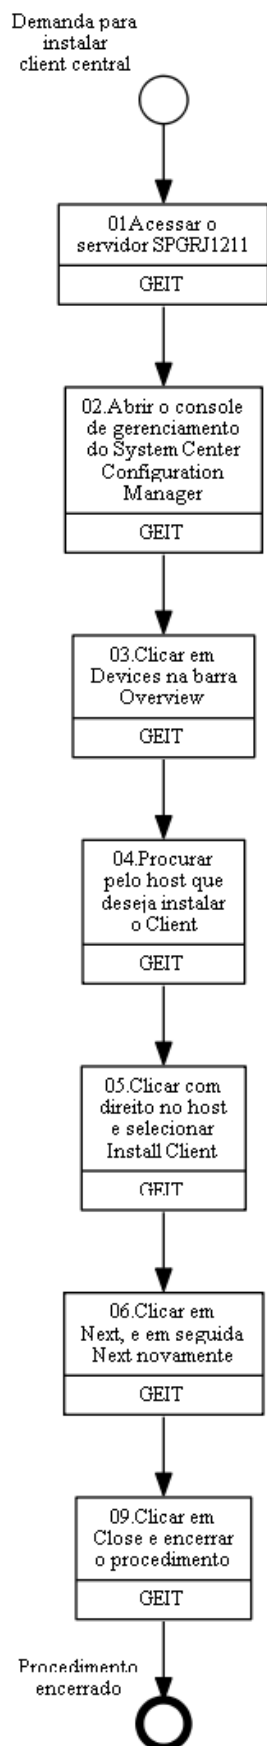 Demanda para
instalar
client central
01Acessar o
servidor SPGRJ1211
GEIT
02.Abrir o console
de gerenciamento
do System Center
Configuration
Manager
GEIT
03.Clicar em
Devices na barra
Overview
GEIT
04.Procurar
pelo host que
deseja instalar
o Client
GEIT
05.Clicar com
direito no host
e selecionar
Install Client
GEIT
06.Clicar em
Next, e em seguida
Next novamente
GEIT
09.Clicar em
Close e encerrar
o procedimento
GEIT
Procedimento
encerrado